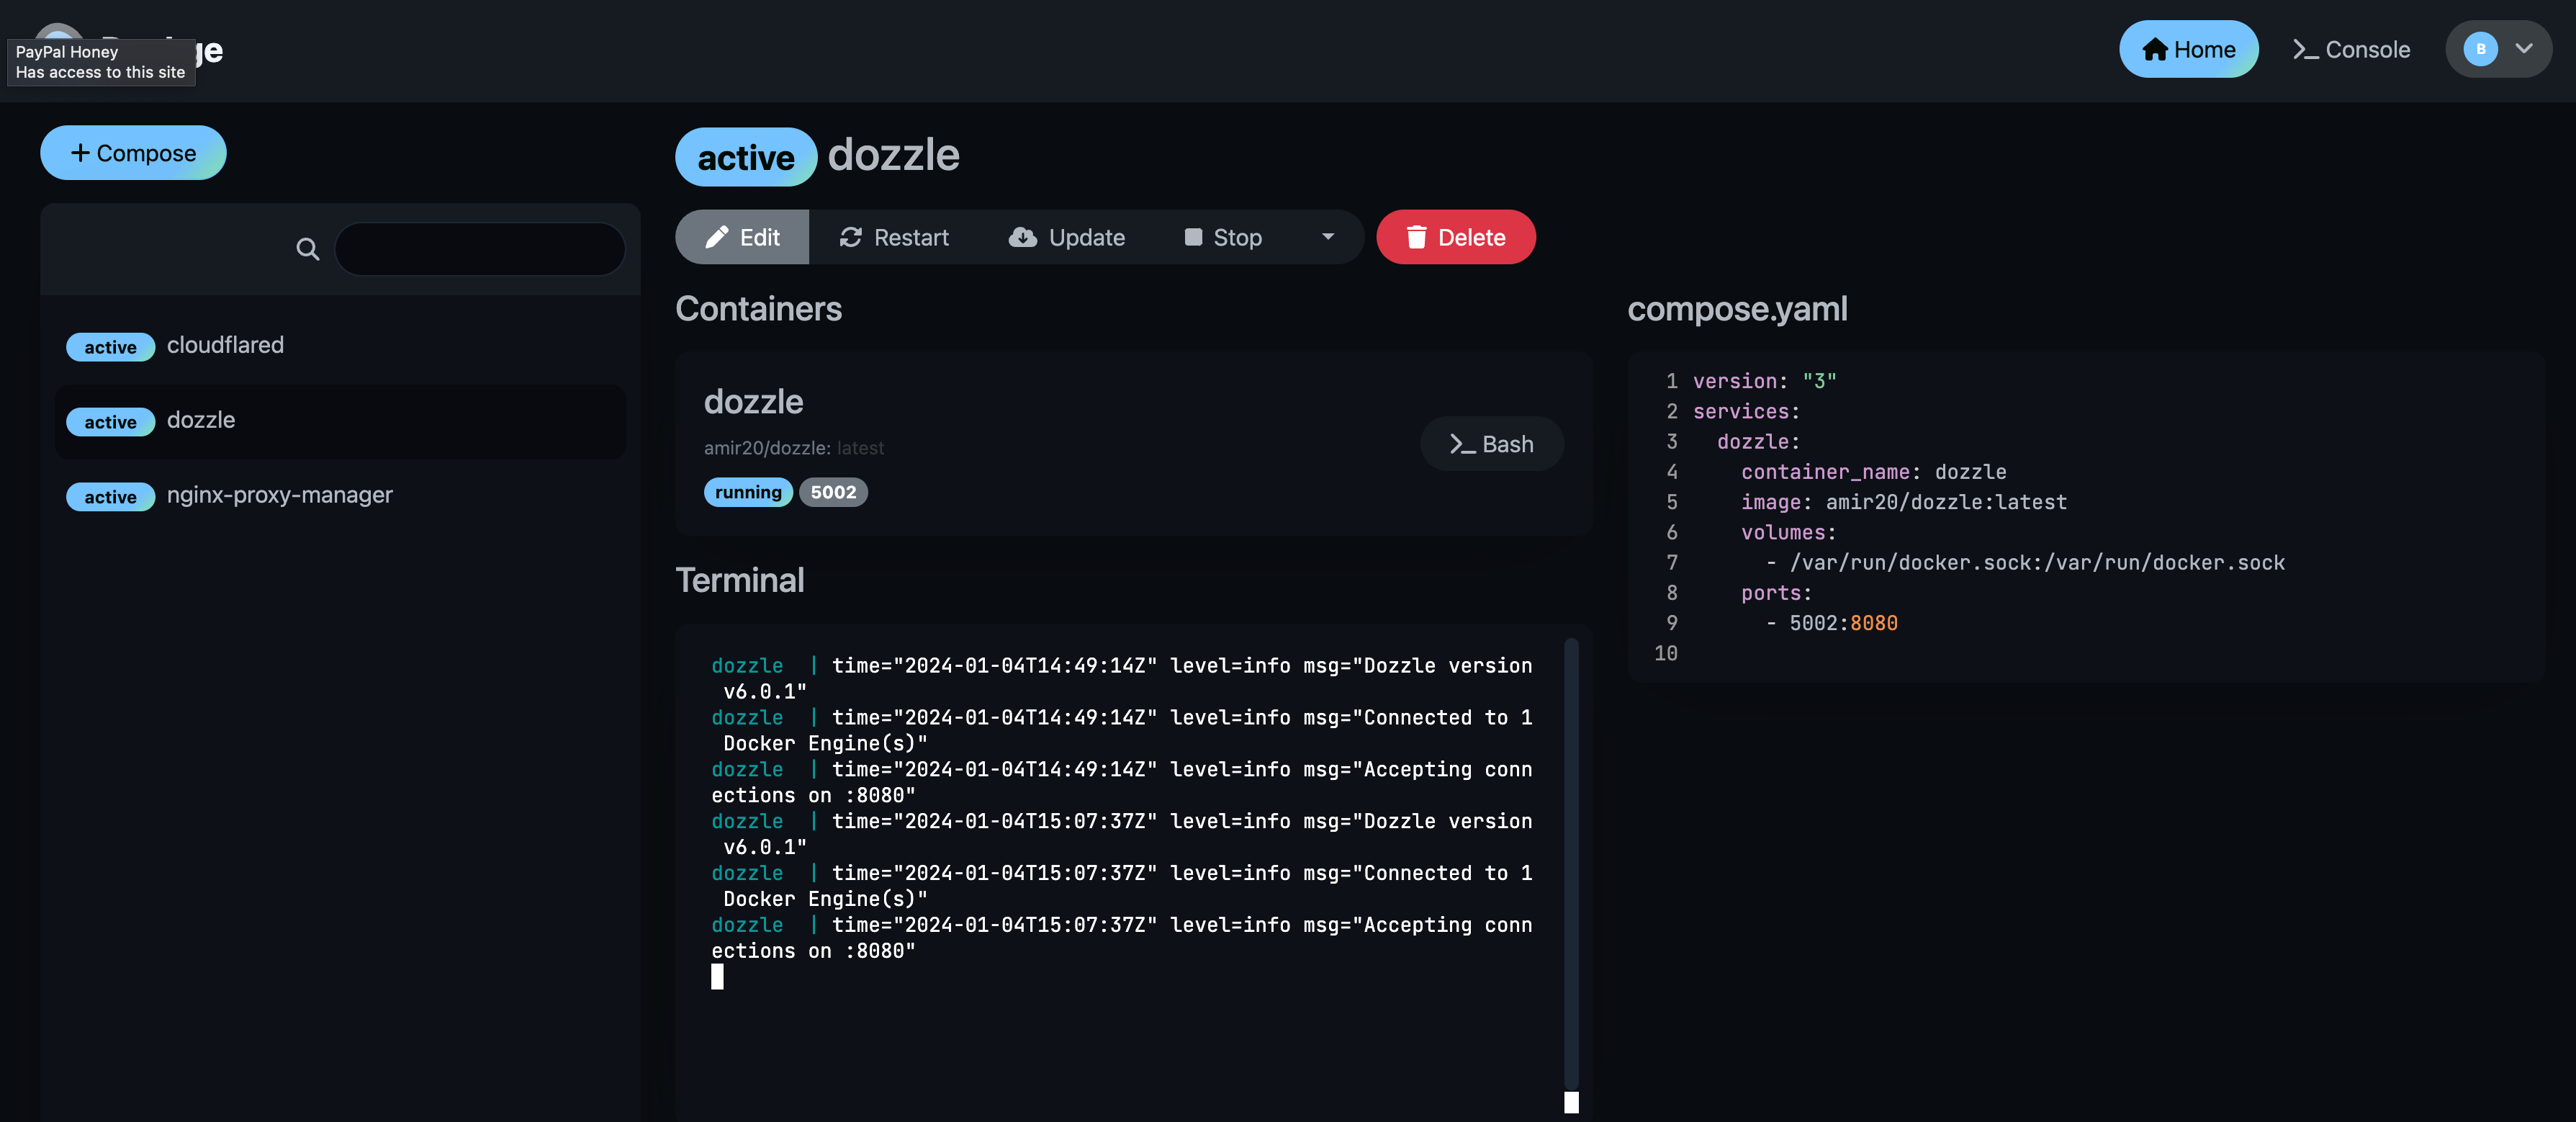 PayPal Honey
Has access to this site
ge
Home
Console
B
Compose
active dozzle
Edit
Restart
Update
Stop
Delete
active cloudflared
active dozzle
active nginx-proxy-manager
Containers
dozzle
amir20/dozzle: latest
running 5002
Bash
Terminal
dozzle | time="2024-01-04T14:49:14Z" level=info msg="Dozzle version
v6.0.1"
dozzle | time="2024-01-04T14:49:14Z" level=info msg="Connected to 1
Docker Engine(s)"
dozzle | time="2024-01-04T14:49:14Z" level=info msg="Accepting conn
ections on :8080"
dozzle | time="2024-01-04T15:07:37Z" level=info msg="Dozzle version
v6.0.1"
dozzle | time="2024-01-04T15:07:37Z" level=info msg="Connected to 1
Docker Engine(s)"
dozzle | time="2024-01-04T15:07:37Z" level=info msg="Accepting conn
ections on :8080"
compose.yaml
1 version: "3"
2 services:
3   dozzle:
4     container_name: dozzle
5     image: amir20/dozzle:latest
6     volumes:
7       - /var/run/docker.sock:/var/run/docker.sock
8     ports:
9       - 5002:8080
10